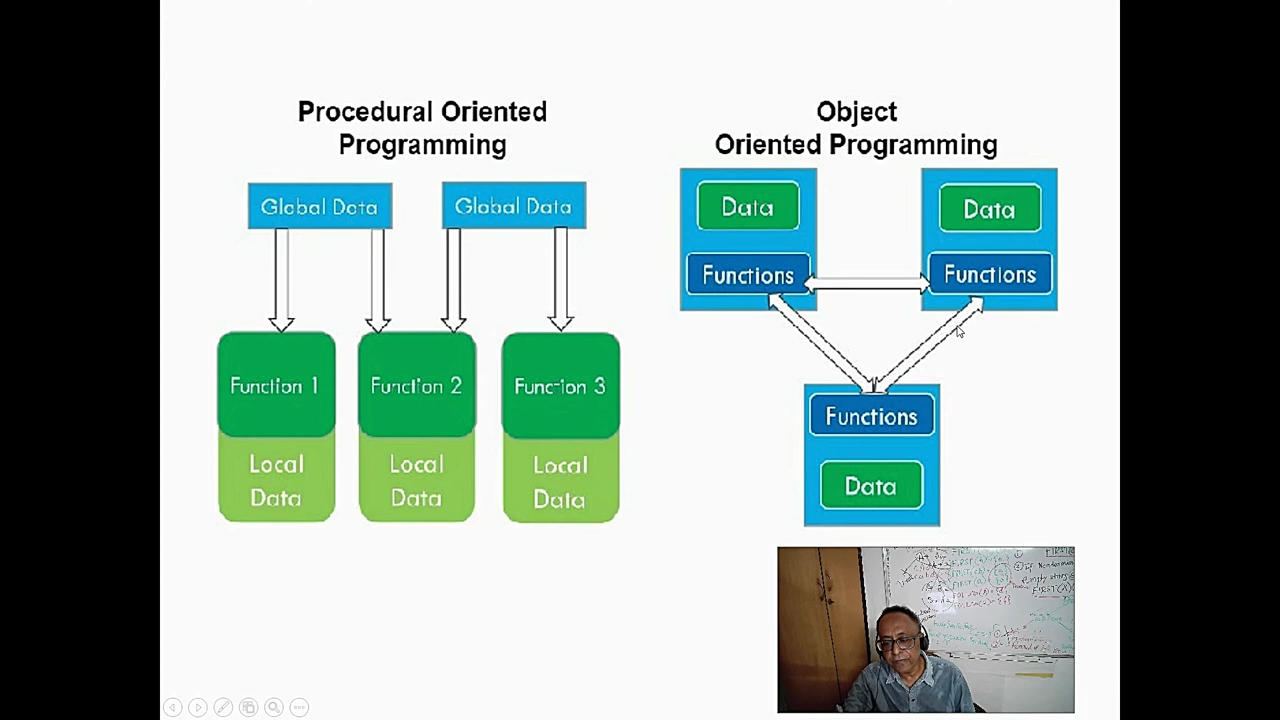 Procedural Oriented
Programming
Global Data
Global Data
Function 1
Function 2
Function 3
Local
Data
Local
Data
Local
Data
Object
Oriented Programming
Data
Functions
Data
Functions
Functions
Data